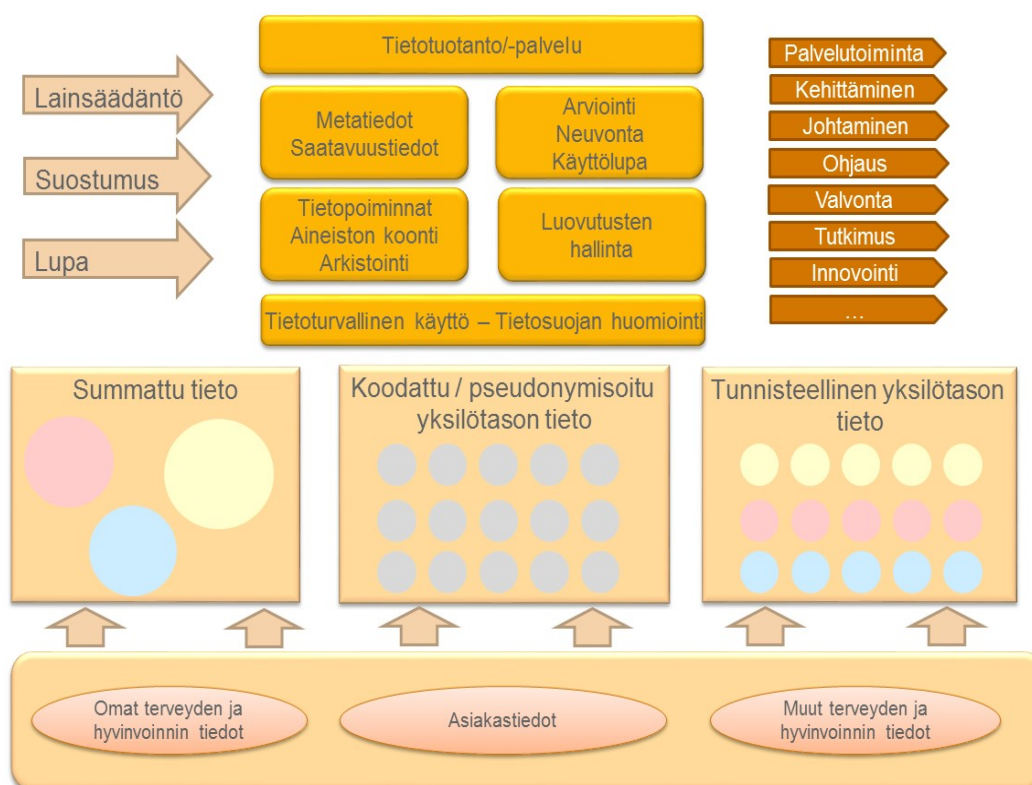 Lainsäädäntö
Suostumus
Lupa
Tietotuotanto/-palvelu
Metatiedot
Saatavuustiedot
Arviointi
Neuvonta
Käyttölupa
Tietopoiminnat
Aineiston koonti
Arkistointi
Luovutusten
hallinta
Tietoturvallinen käyttö – Tietosuojan huomiointi
Palvelutoiminta
Kehittäminen
Johtaminen
Ohjaus
Valvonta
Tutkimus
Innovointi
...
Summattu tieto
Koodattu / pseudonymisoitu
yksilötason tieto
Tunnisteellinen yksilötason
tieto
Omat terveyden ja
hyvinvoinnin tiedot
Asiakastiedot
Muut terveyden ja
hyvinvoinnin tiedot